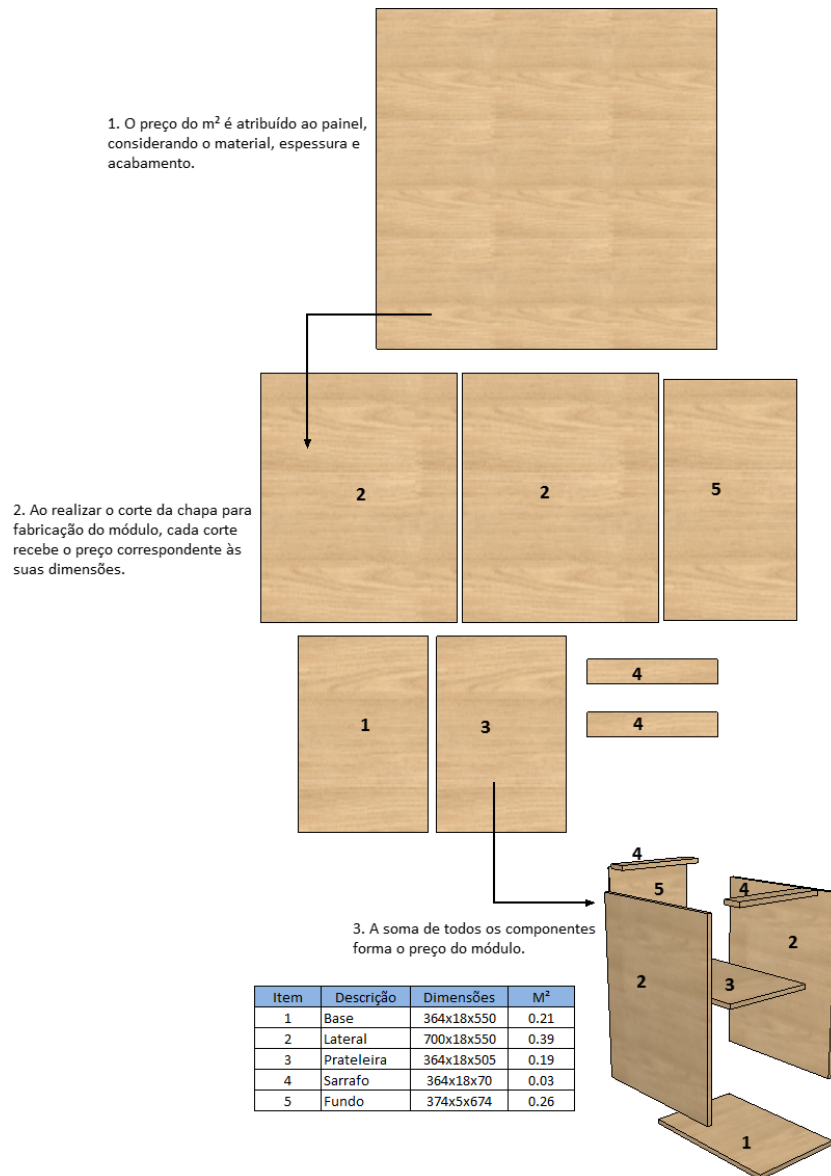 1. O preço do m² é atribuído ao painel,
considerando o material, espessura e
acabamento.
2 2 5
2. Ao realizar o corte da chapa para
fabricação do módulo, cada corte
recebe o preço correspondente às
suas dimensões.
4
1 3
4
4
5 4
3. A soma de todos os componentes
forma o preço do módulo.
2
2 3
1
Item Descrição Dimensões M²
1 Base 364x18x550 0.21
2 Lateral 700x18x550 0.39
3 Prateleira 364x18x505 0.19
4 Sarrafo 364x18x70 0.03
5 Fundo 374x5x674 0.26